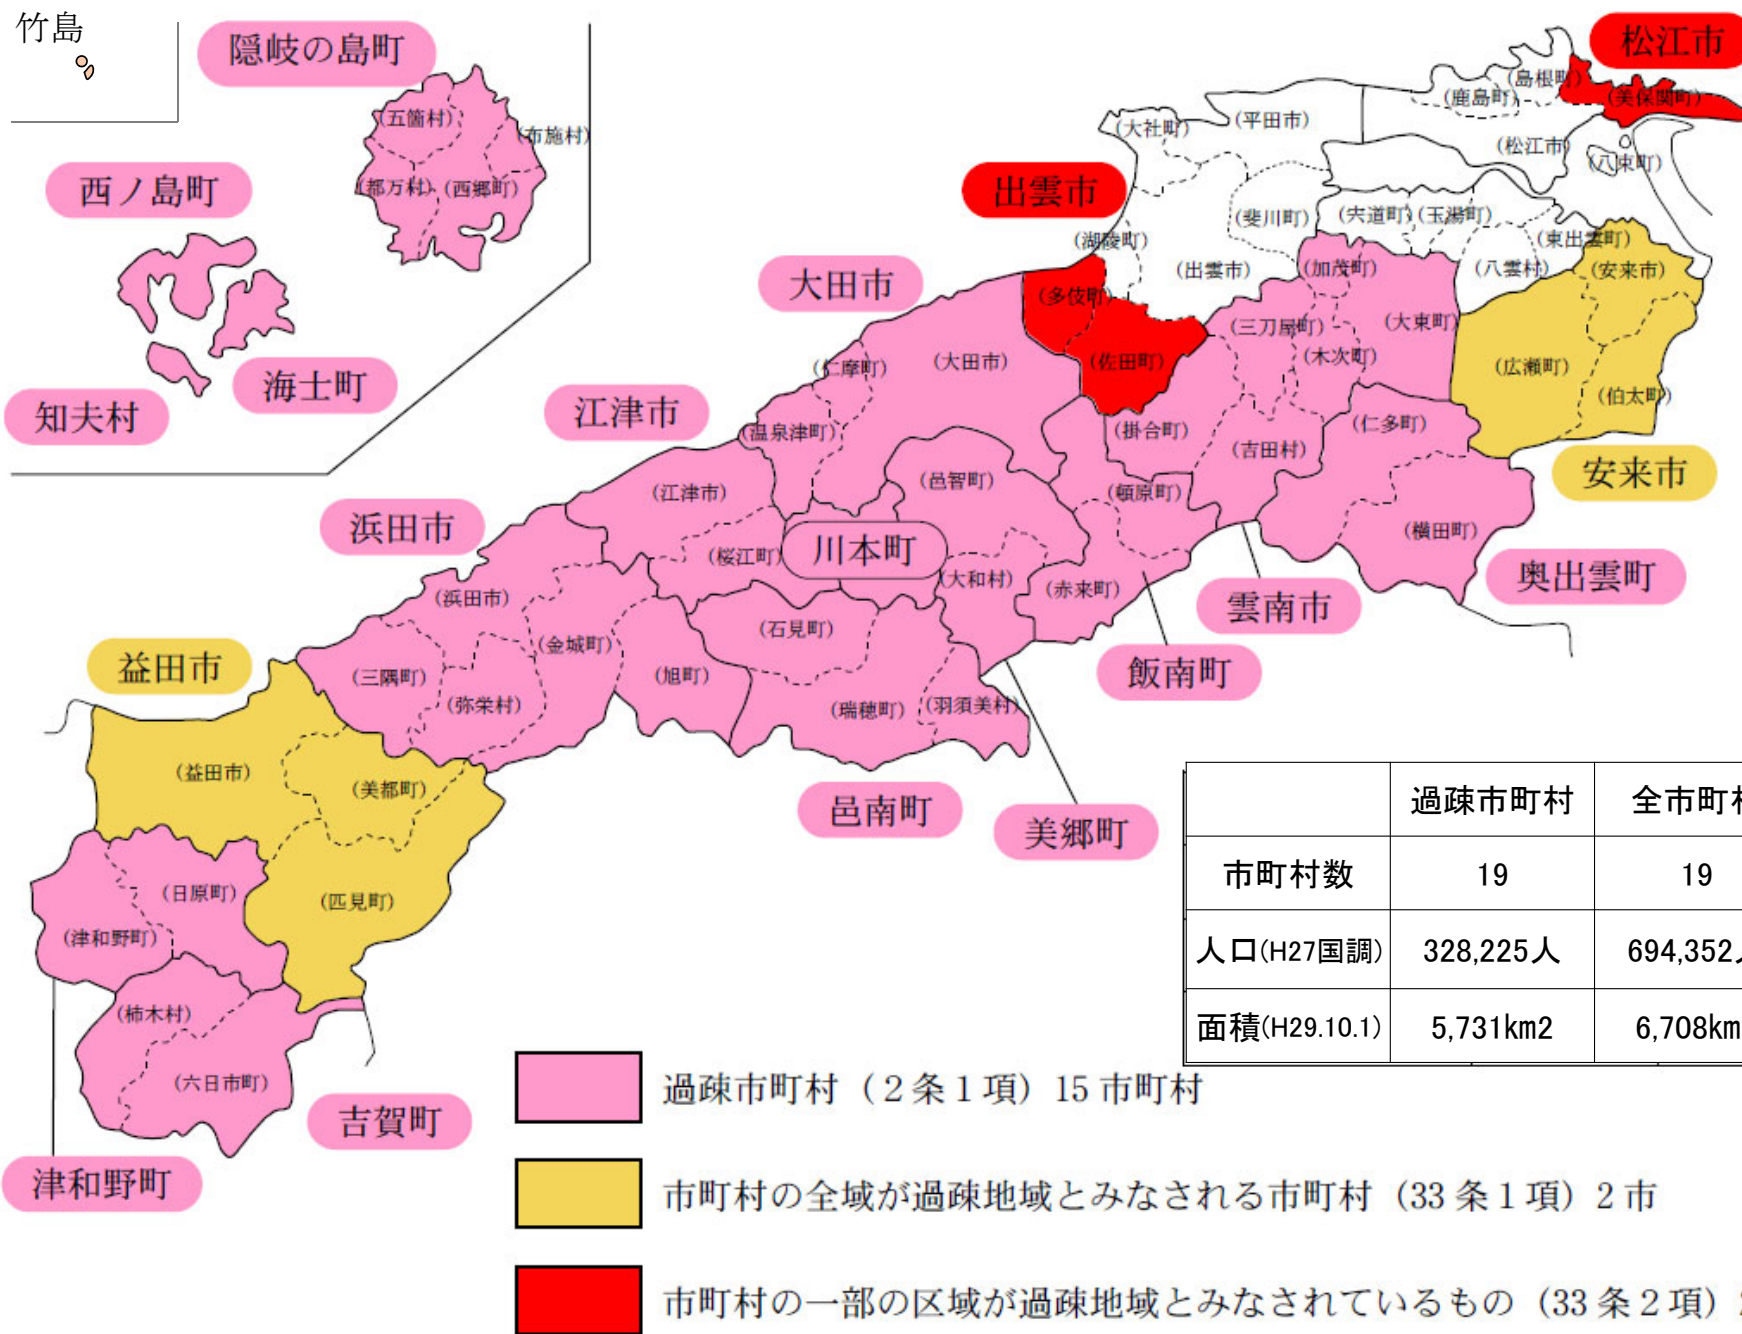 竹島
隠岐の島町
松江市
(島根町)
(鹿島町)
(美保関町)
(五箇村)
(布施村)
(大社町)
(平田市)
(松江市)
(八束町)
西ノ島町
(都万村)
(西郷町)
出雲市
(斐川町)
(宍道町)
(玉湯町)
(湖陵町)
(東出雲町)
(出雲市)
(加茂町)
(八雲村)
(安来市)
大田市
(多伎町)
(三刀屋町)
(大東町)
(仁摩町)
(大田市)
(佐田町)
(木次町)
(広瀬町)
(伯太町)
海士町
知夫村
江津市
(温泉津町)
(掛合町)
(仁多町)
(吉田村)
安来市
(江津市)
(邑智町)
(頓原町)
浜田市
(桜江町)
川本町
(横田町)
(大和村)
(赤来町)
奥出雲町
雲南市
(浜田市)
(石見町)
(金城町)
益田市
(三隅町)
(旭町)
飯南町
(弥栄村)
(瑞穂町)
(羽須美村)
(益田市)
(美都町)
邑南町
美郷町
(日原町)
(匹見町)
(津和野町)
(柿木村)
(六日市町)
吉賀町
津和野町
過疎市町村 全市町村
市町村数 19 19
人口(H27国調) 328,225人 694,352人
面積(H29.10.1) 5,731km2 6,708km
過疎市町村（２条１項）15 市町村
市町村の全域が過疎地域とみなされる市町村（33 条１項）２市
市町村の一部の区域が過疎地域とみなされているもの（33 条２項）